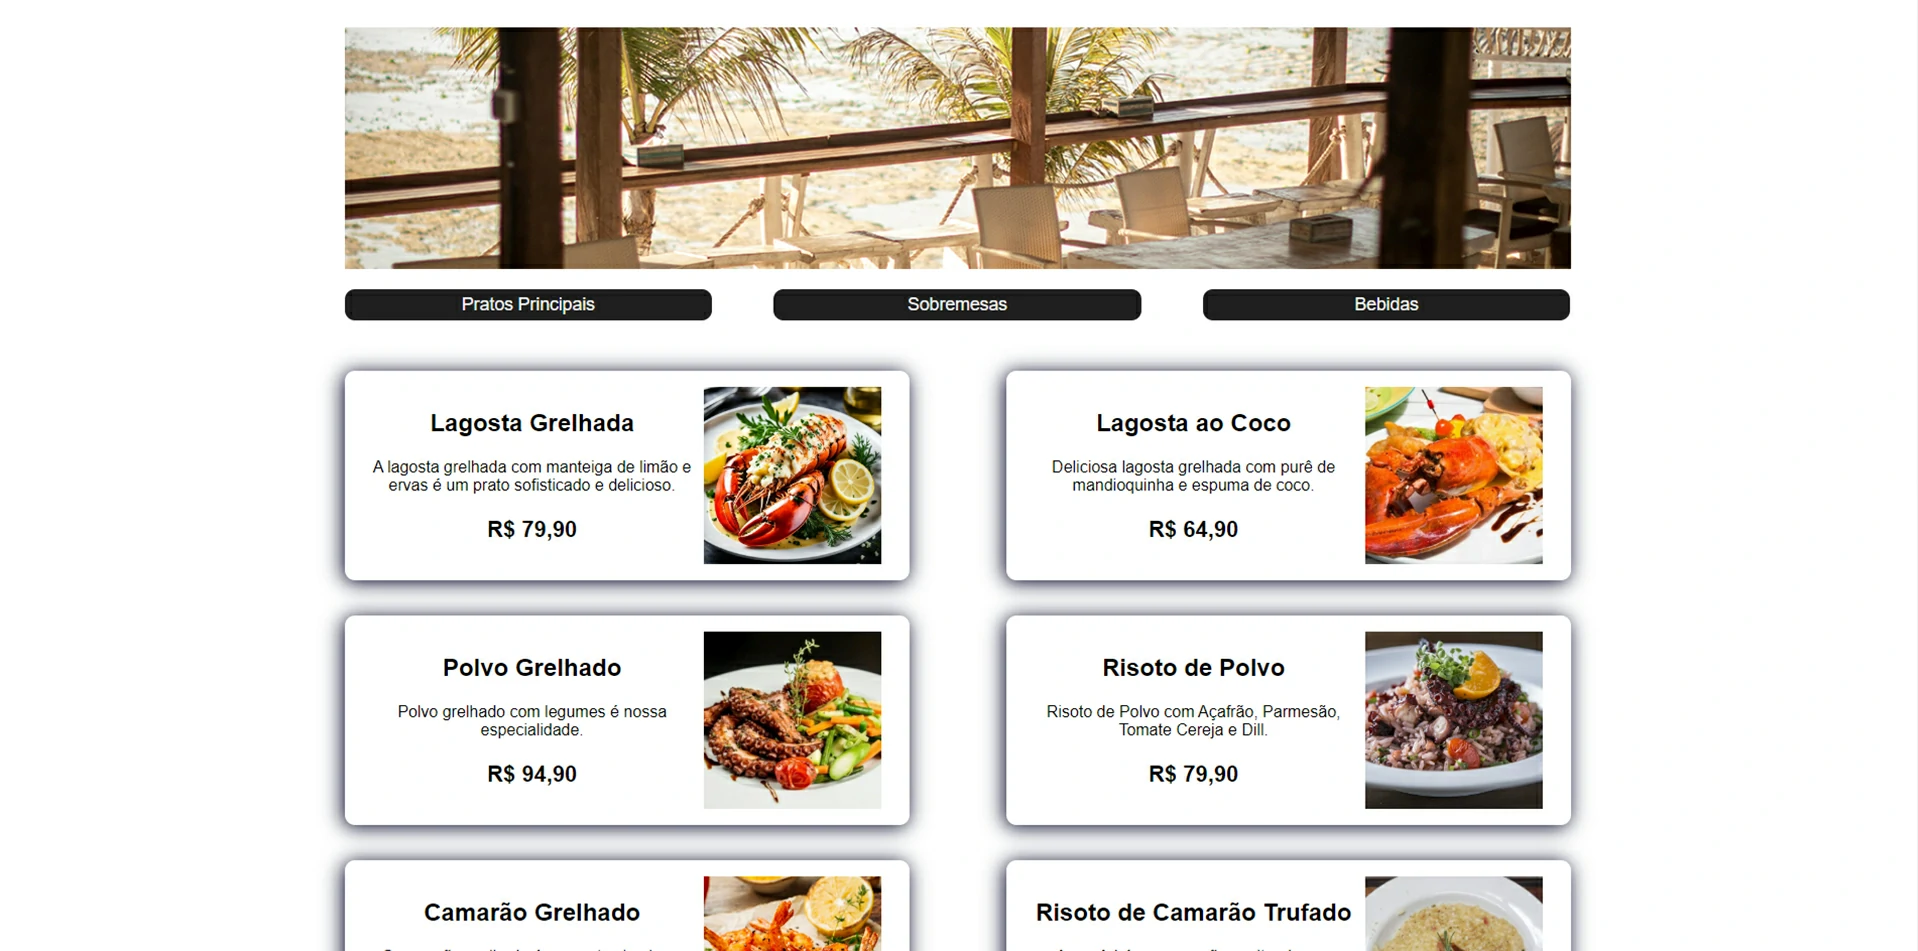 Pratos Principais
Sobremesas
Bebidas
Lagosta Grelhada
A lagosta grelhada com manteiga de limão e
ervas é um prato sofisticado e delicioso.
R$ 79,90
Lagosta ao Coco
Deliciosa lagosta grelhada com purê de
mandioquinha e espuma de coco.
R$ 64,90
Polvo Grelhado
Polvo grelhado com legumes é nossa
especialidade.
R$ 94,90
Risoto de Polvo
Risoto de Polvo com Açafrão, Parmesão,
Tomate Cereja e Dill.
R$ 79,90
Camarão Grelhado
Risoto de Camarão Trufado